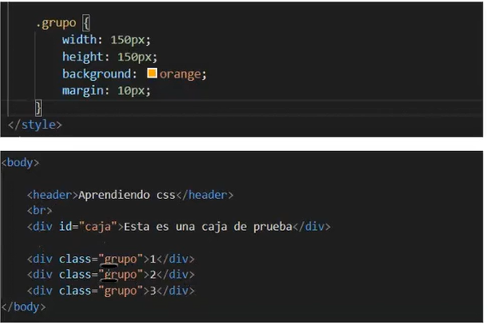 .grupo {
width: 150px;
height: 150px;
background: orange;
margin: 10px;
}
</style>
<body>
<header>Aprendiendo css</header>
<br>
<div id="caja">Esta es una caja de prueba</div>
<div class="grupo">1</div>
<div class="grupo">2</div>
<div class="grupo">3</div>
</body>